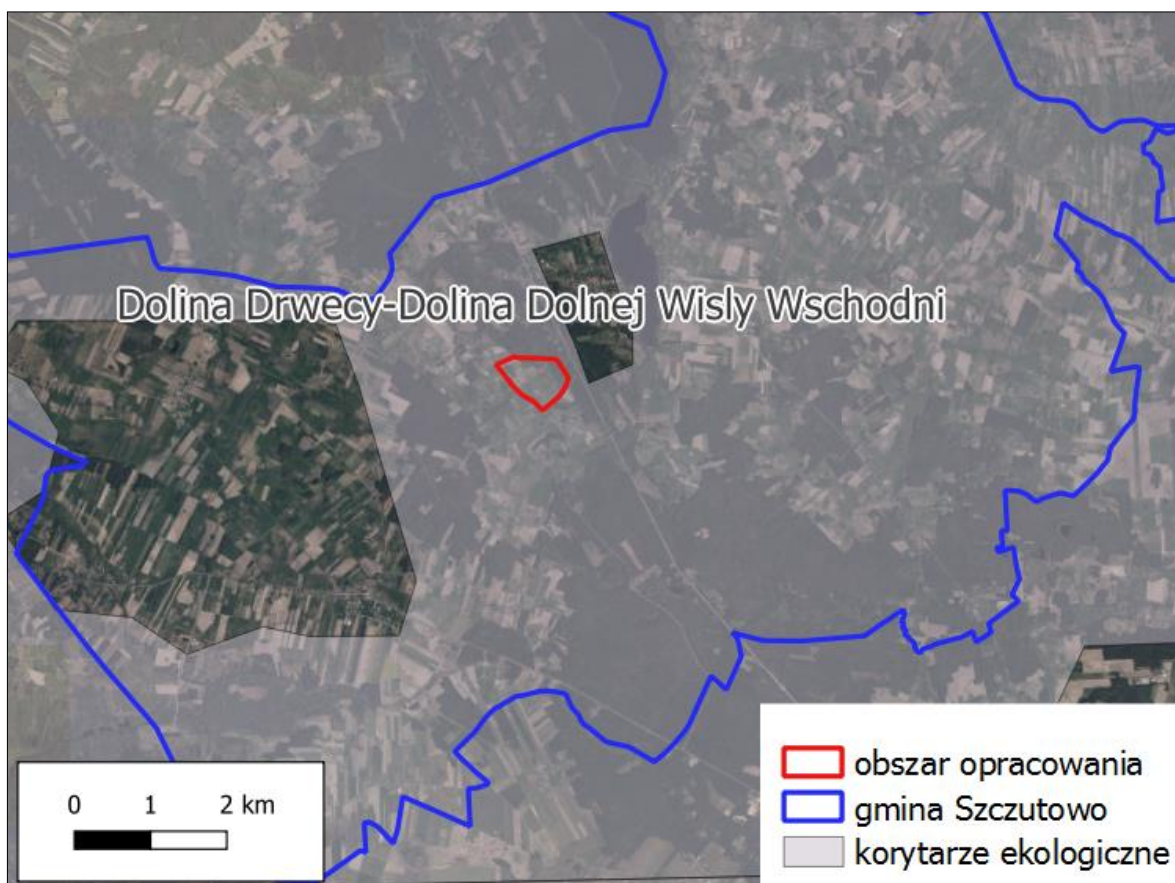 Dolina Drwecy-Dolina Dolnej Wisly Wschodni
0 1 2 km
obszar opracowania
gmina Szczutowo
korytarze ekologiczne